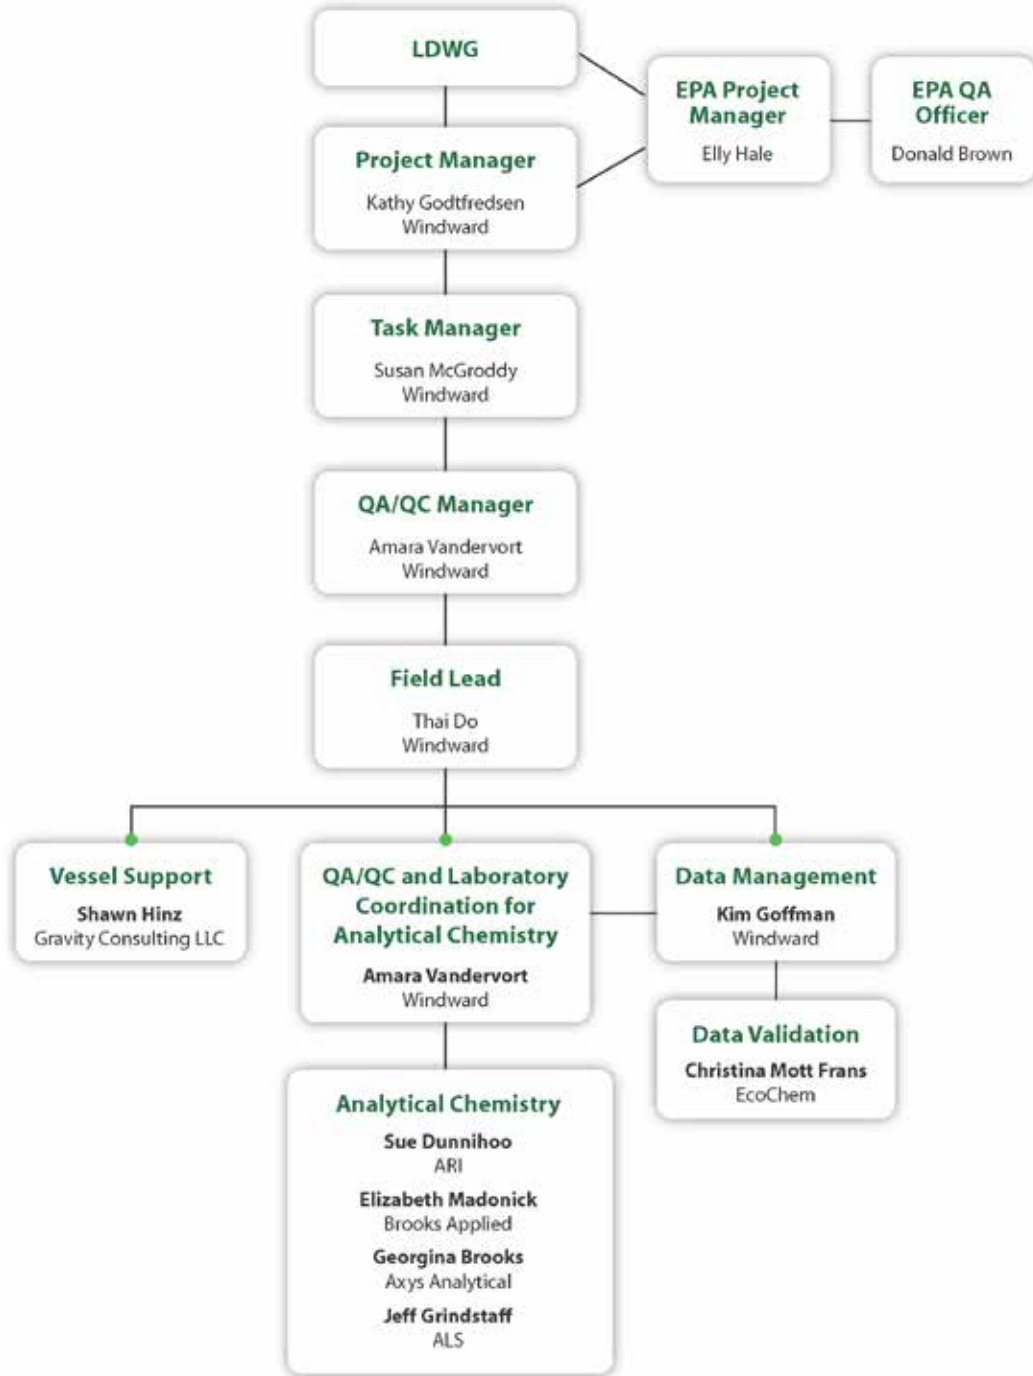 LDWG
EPA Project
Manager
Elly Hale
EPA QA
Officer
Donald Brown
Project Manager
Kathy Godtfredsen
Windward
Task Manager
Susan McGroddy
Windward
QA/QC Manager
Amara Vandervort
Windward
Field Lead
Thai Do
Windward
Vessel Support
Shawn Hinz
Gravity Consulting LLC
QA/QC and Laboratory
Coordination for
Analytical Chemistry
Amara Vandervort
Windward
Data Management
Kim Goffman
Windward
Data Validation
Christina Mott Frans
EcoChem
Analytical Chemistry
Sue Dunnihoo
ARI
Elizabeth Madonick
Brooks Applied
Georgina Brooks
Axys Analytical
Jeff Grindstaff
ALS